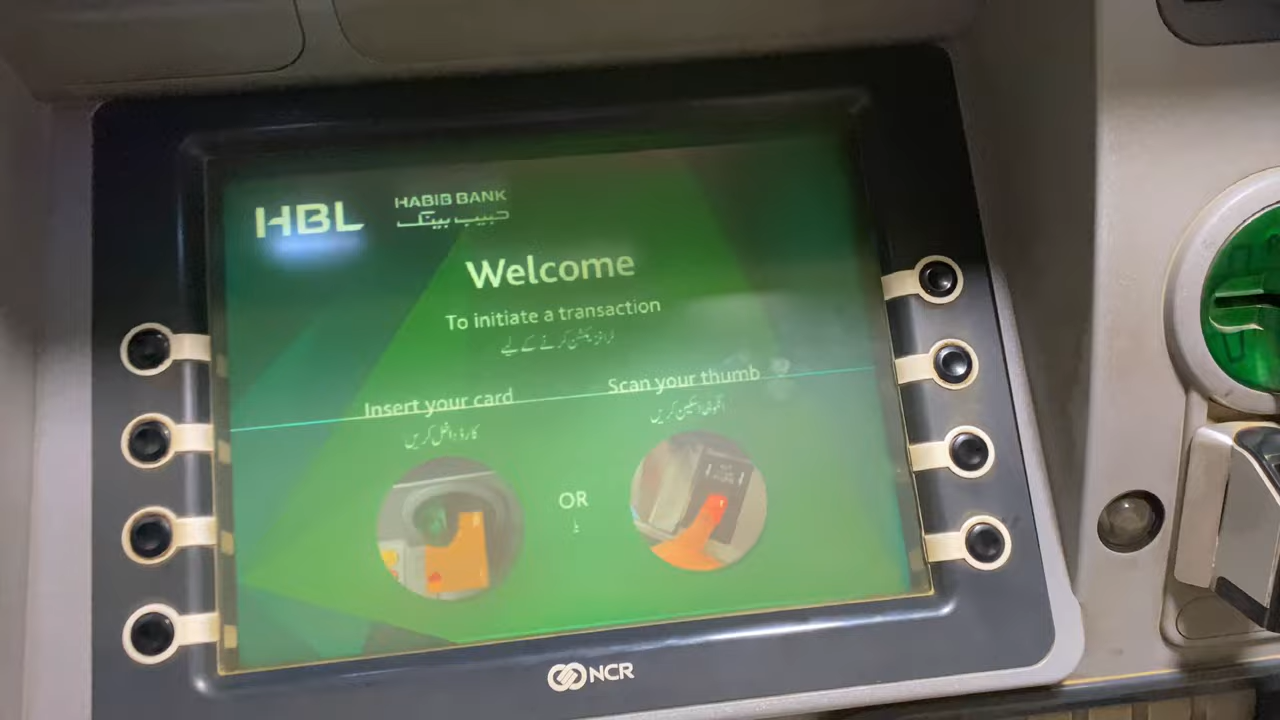 HBL
HABIB BANK
حبیب بینک
Welcome
To initiate a transaction
ٹرانزیکشن کرنے کے لیے
Insert your card
کارڈ داخل کریں
Scan your thumb
انگوٹھا اسکین کریں
OR
یا
NCR